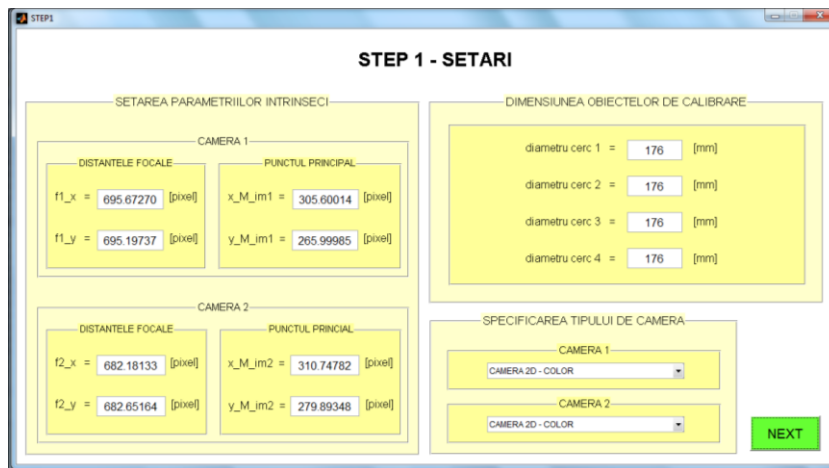 STEP1
STEP 1 - SETARI
SETAREA PARAMETRIILOR INTRINSECI
CAMERA 1
DISTANTELE FOCALE
f1_x = 695.67270 [pixel]
f1_y = 695.19737 [pixel]
PUNCTUL PRINCIPAL
x_M_im1 = 305.60014 [pixel]
y_M_im1 = 265.99985 [pixel]
CAMERA 2
DISTANTELE FOCALE
f2_x = 682.18133 [pixel]
f2_y = 682.65164 [pixel]
PUNCTUL PRINCIAL
x_M_im2 = 310.74782 [pixel]
y_M_im2 = 279.89348 [pixel]
DIMENSIUNEA OBIECTELOR DE CALIBRARE
diametru cerc 1 = 176 [mm]
diametru cerc 2 = 176 [mm]
diametru cerc 3 = 176 [mm]
diametru cerc 4 = 176 [mm]
SPECIFICAREA TIPULUI DE CAMERA
CAMERA 1
CAMERA 2D - COLOR
CAMERA 2
CAMERA 2D - COLOR
NEXT